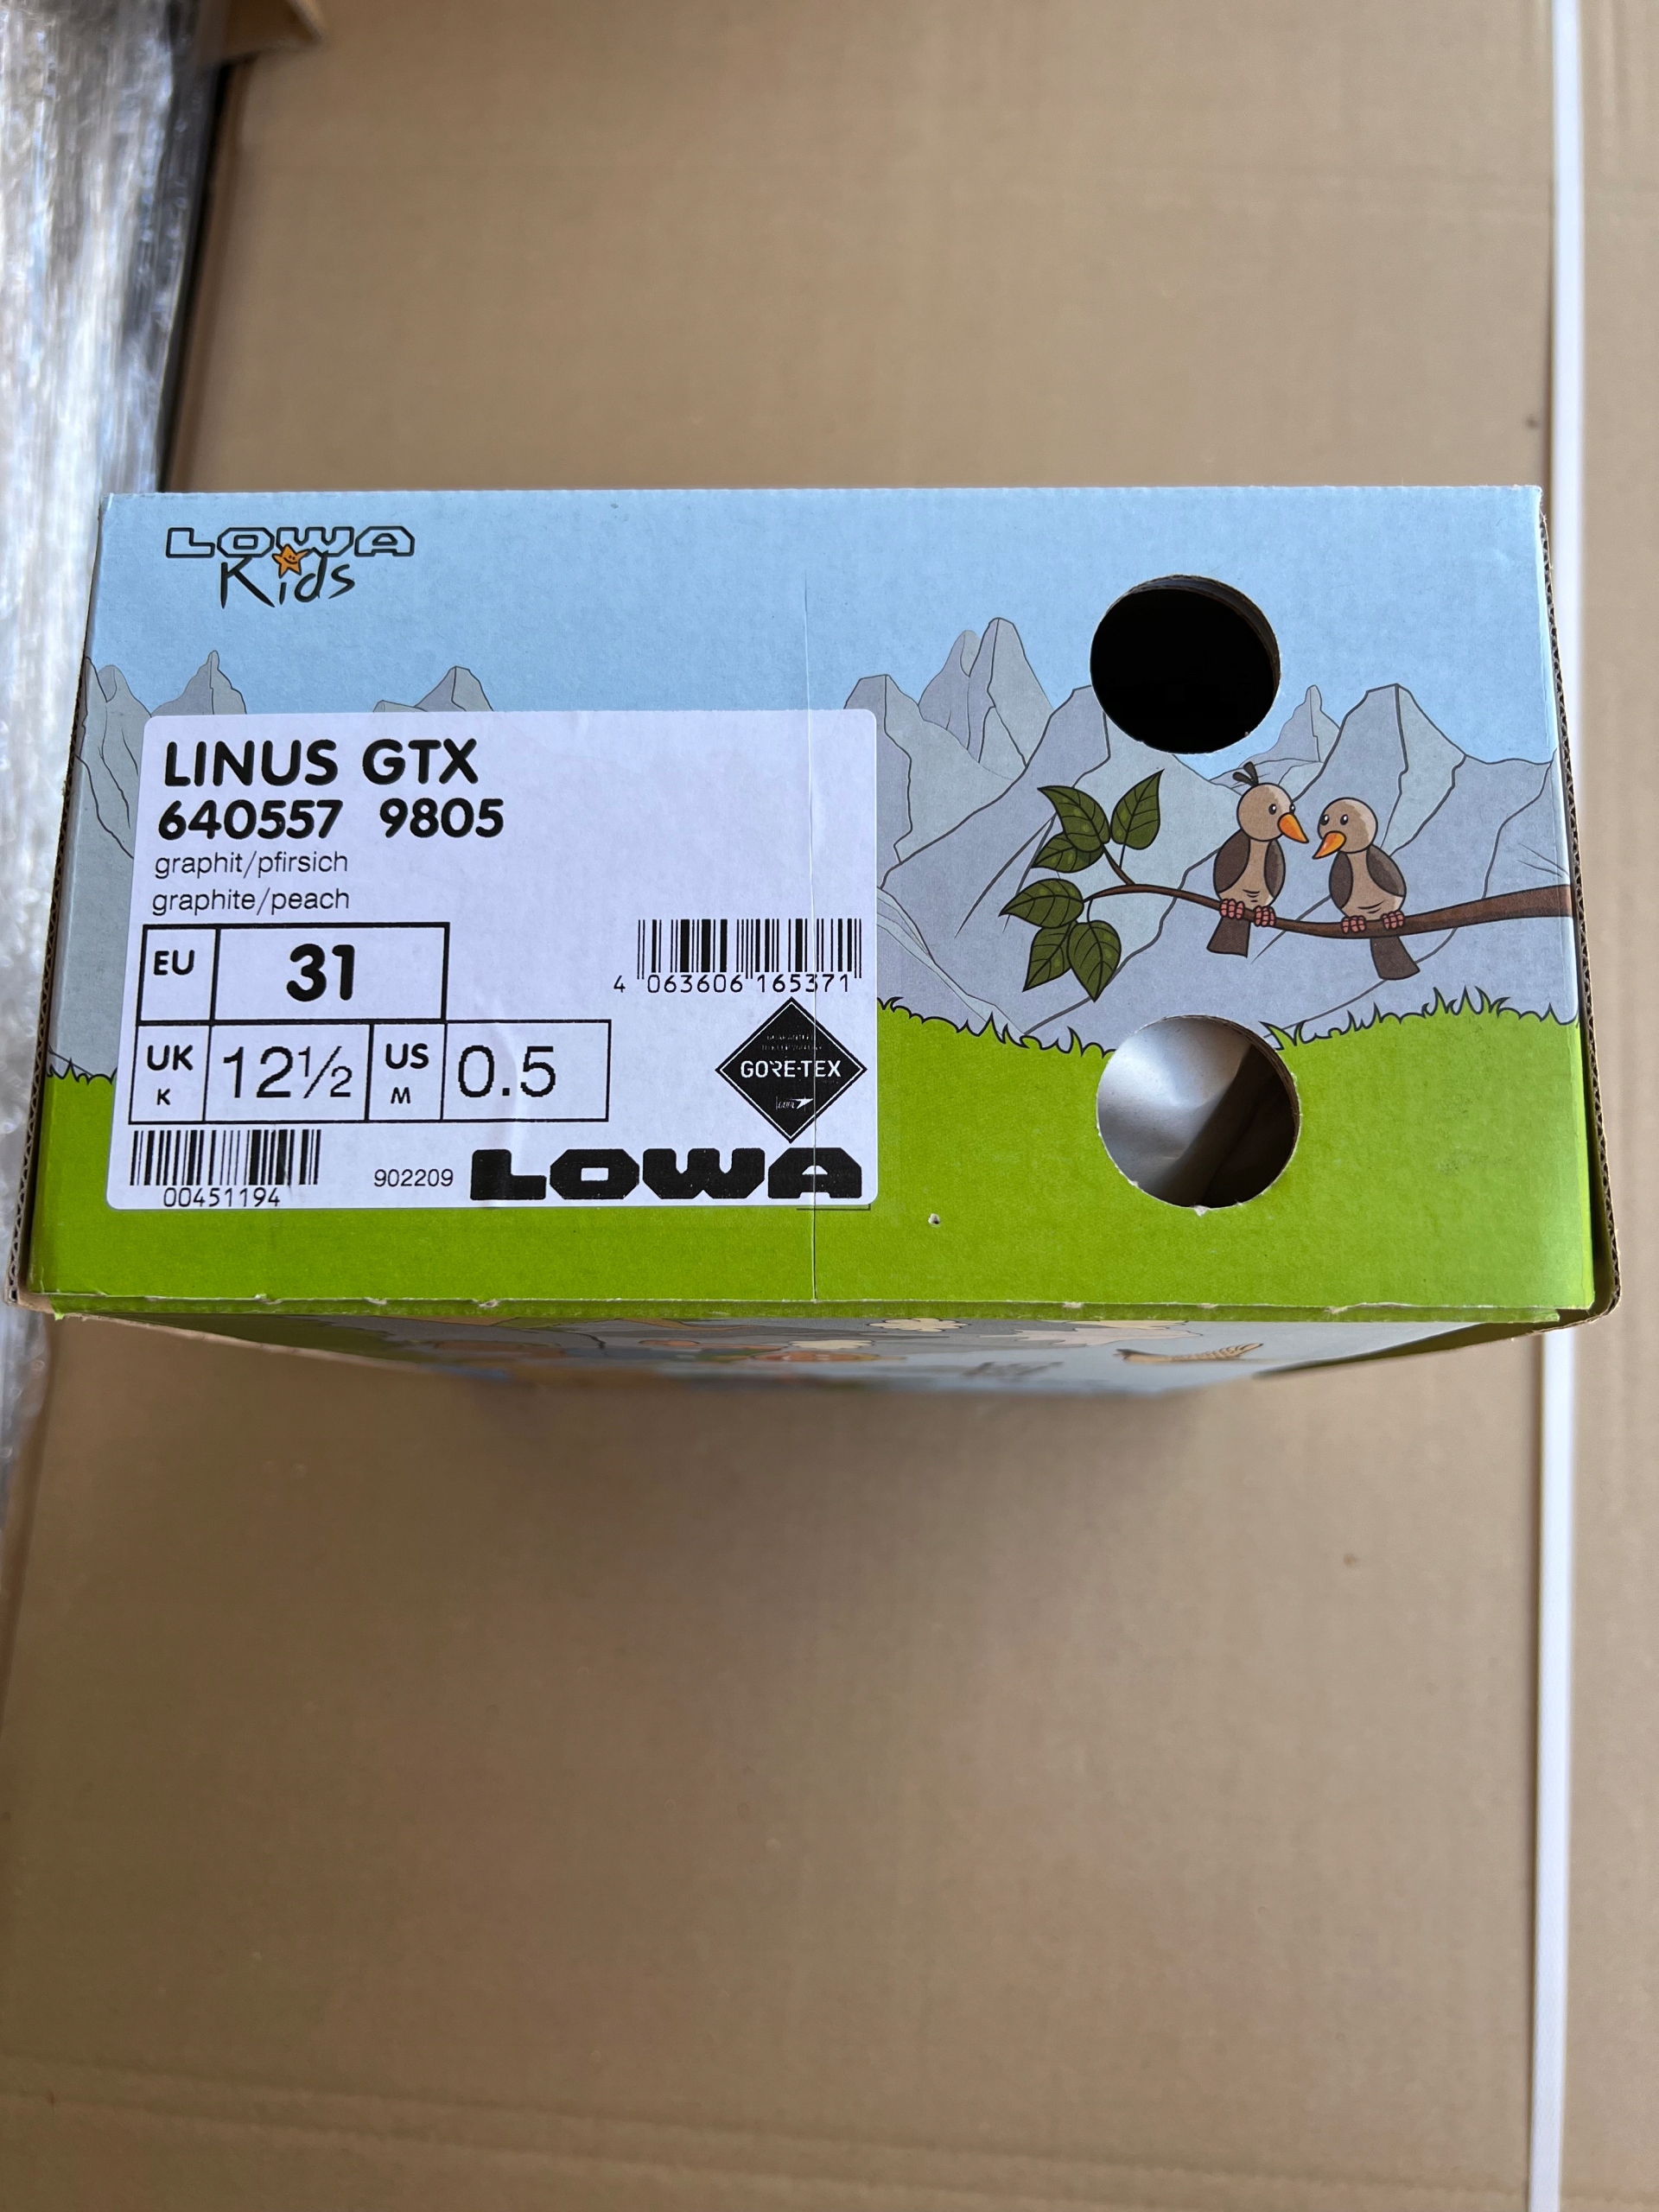 LOWA
Kids
LINUS GTX
640557 9805
graphit/pfirsich
graphite/peach
EU 31
4 063606 165371
UK K 12½ US M 0.5
GORE-TEX
00451194
902209 LOWA